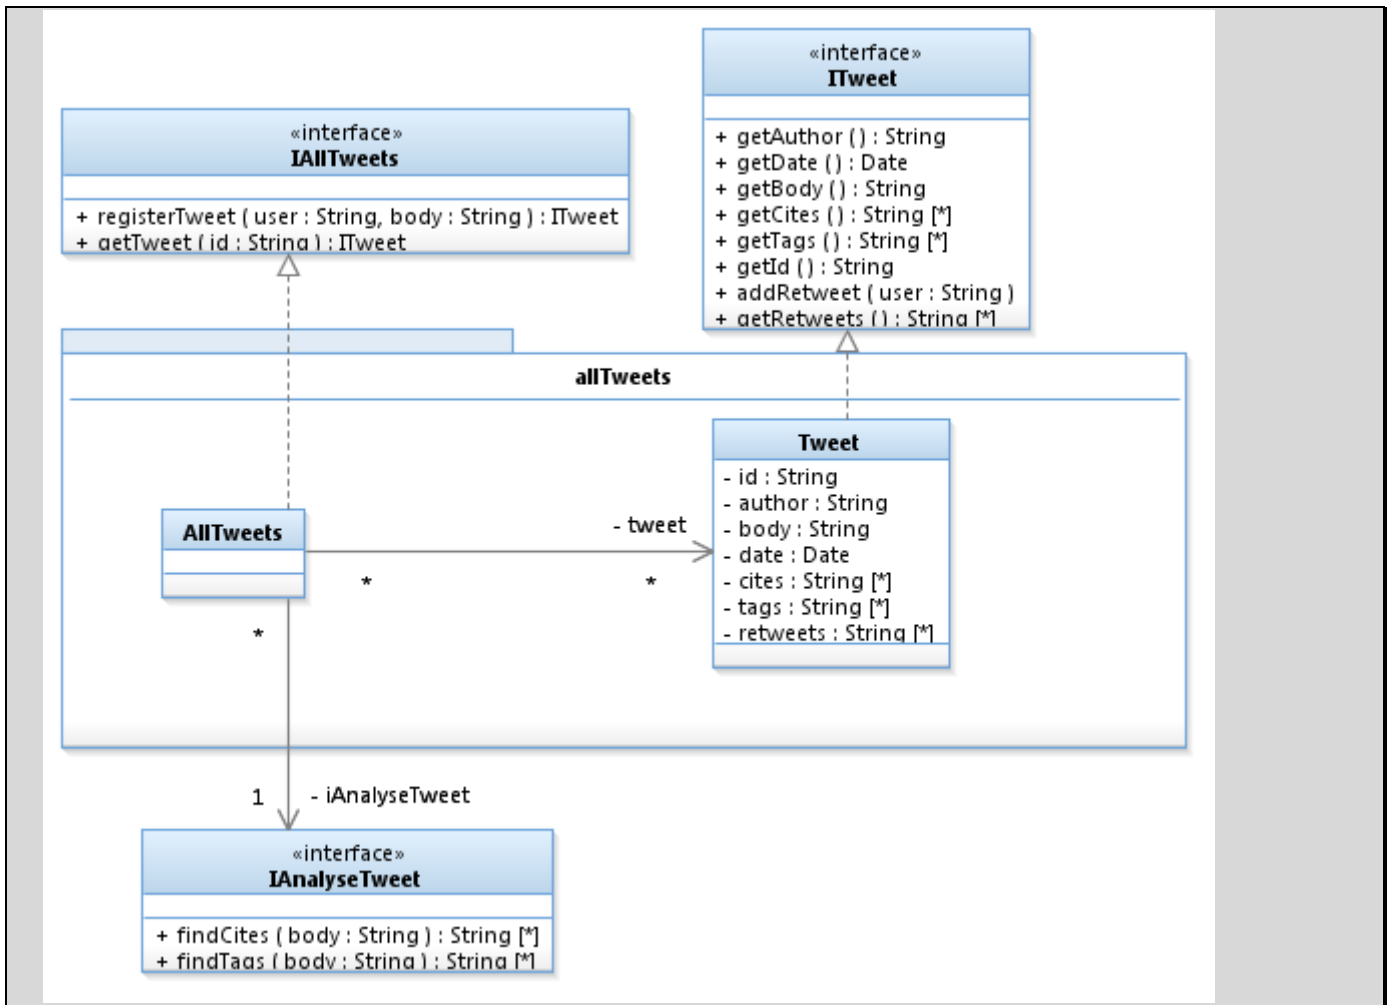 «interface»
ITweet
+ getAuthor ( ) : String
+ getDate ( ) : Date
+ getBody ( ) : String
+ getCites ( ) : String [*]
+ getTags ( ) : String [*]
+ getId ( ) : String
+ addRetweet ( user : String )
+ getRetweets ( ) : String [*]
«interface»
IAllTweets
+ registerTweet ( user : String, body : String ) : ITweet
+ getTweet ( id : String ) : ITweet
allTweets
Tweet
- id : String
- author : String
- body : String
- date : Date
- cites : String [*]
- tags : String [*]
- retweets : String [*]
AllTweets
- tweet
* *
*
1 - iAnalyseTweet
«interface»
IAnalyseTweet
+ findCites ( body : String ) : String [*]
+ findTags ( body : String ) : String [*]